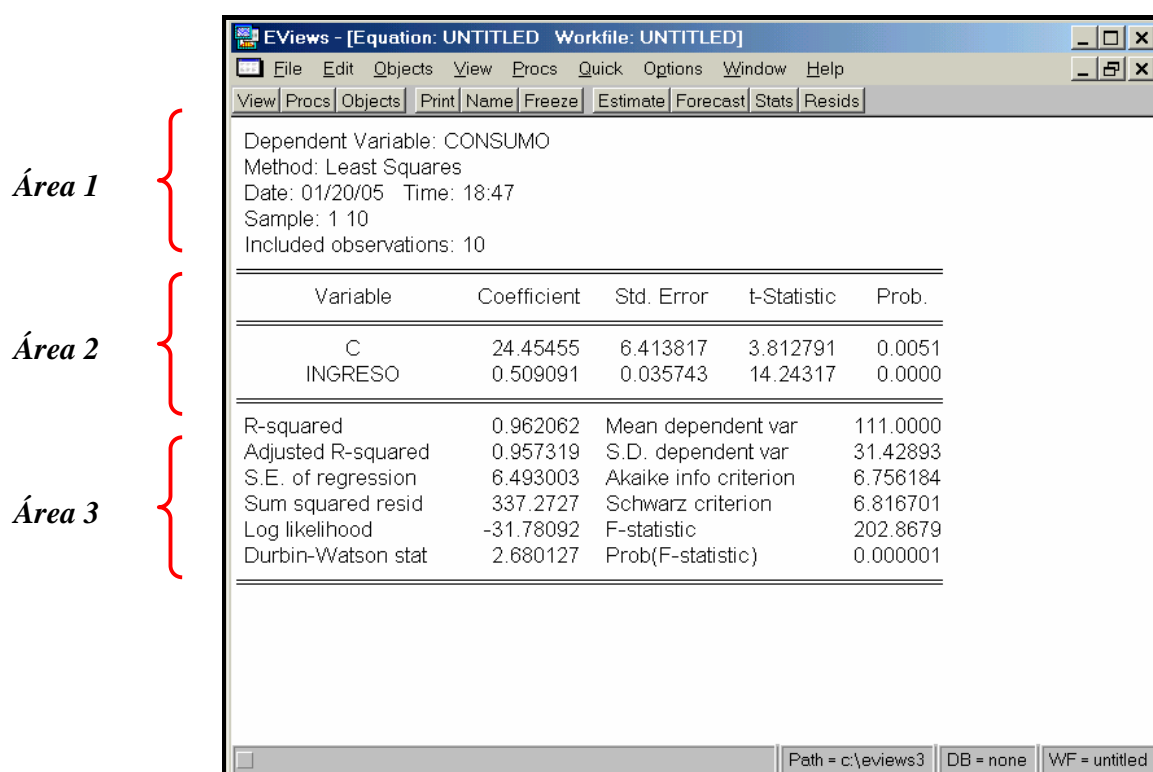 EViews - [Equation: UNTITLED Workfile: UNTITLED]
File Edit Objects View Procs Quick Options Window Help
View Procs Objects Print Name Freeze Estimate Forecast Stats Resids
Área 1
Dependent Variable: CONSUMO
Method: Least Squares
Date: 01/20/05 Time: 18:47
Sample: 1 10
Included observations: 10
Área 2
Variable Coefficient Std. Error t-Statistic Prob.
C 24.45455 6.413817 3.812791 0.0051
INGRESO 0.509091 0.035743 14.24317 0.0000
Área 3
R-squared 0.962062 Mean dependent var 111.0000
Adjusted R-squared 0.957319 S.D. dependent var 31.42893
S.E. of regression 6.493003 Akaike info criterion 6.756184
Sum squared resid 337.2727 Schwarz criterion 6.816701
Log likelihood -31.78092 F-statistic 202.8679
Durbin-Watson stat 2.680127 Prob(F-statistic) 0.000001
Path = c:\eviews3 DB = none WF = untitled